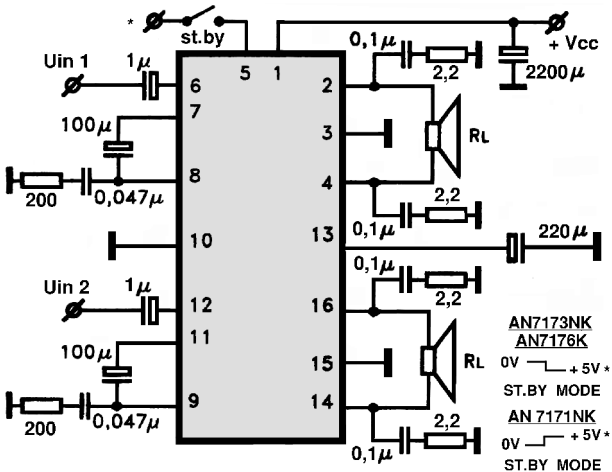 *
st.by
+ Vcc
0,1µ
2,2
2200µ
Uin 1
1µ
6
5
1
2
7
100µ
3
RL
8
4
200
0,047µ
0,1µ
2,2
10
13
220µ
0,1µ
2,2
Uin 2
1µ
12
16
11
100µ
15
RL
9
14
200
0,047µ
0,1µ
2,2
AN7173NK
AN7176K
0V + 5V *
ST.BY MODE
AN 7171NK
0V + 5V *
ST.BY MODE